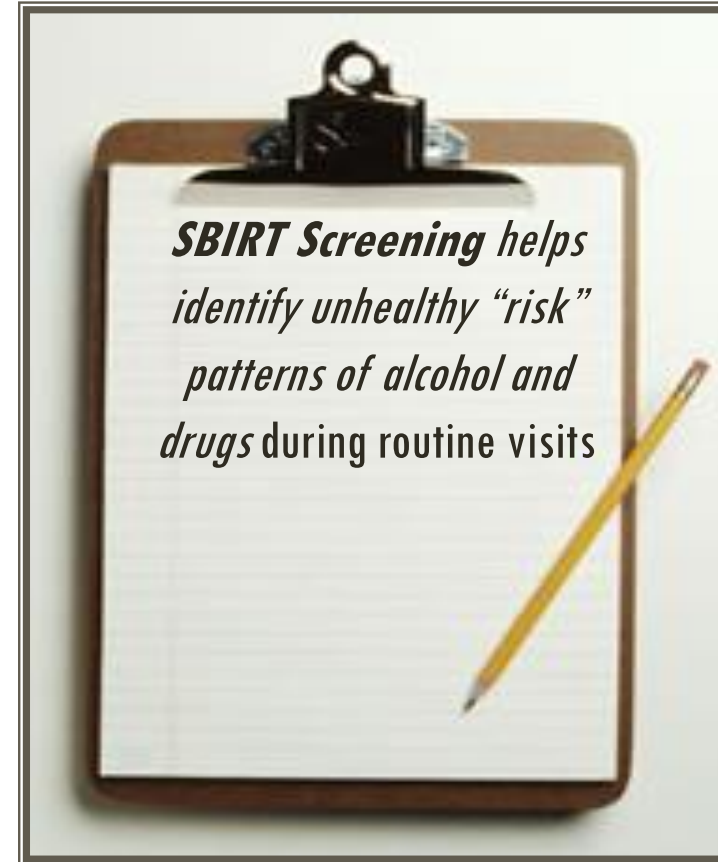 SBIRT Screening helps
identify unhealthy “risk”
patterns of alcohol and
drugs during routine visits